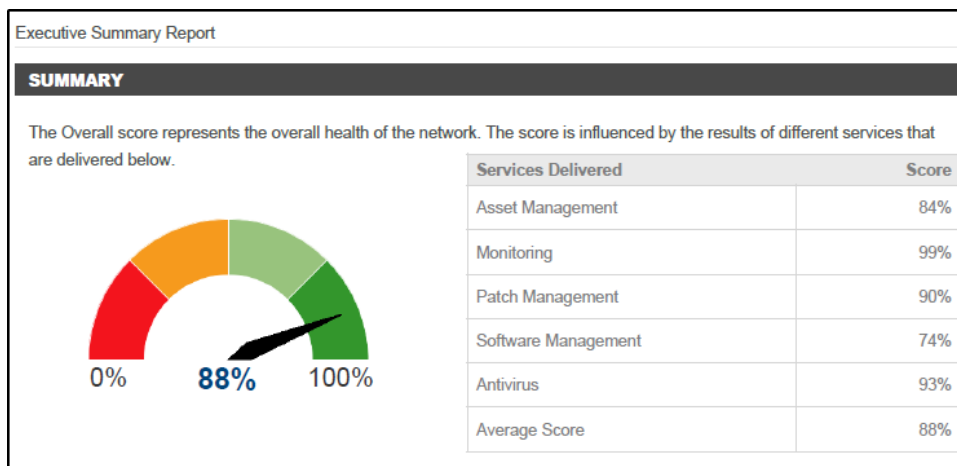 Executive Summary Report
SUMMARY
The Overall score represents the overall health of the network. The score is influenced by the results of different services that
are delivered below.
Services Delivered Score
Asset Management 84%
Monitoring 99%
Patch Management 90%
Software Management 74%
Antivirus 93%
Average Score 88%
0% 88% 100%